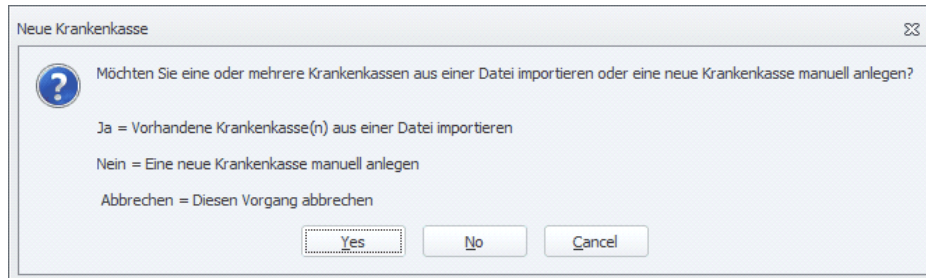 Neue Krankenkasse
Möchten Sie eine oder mehrere Krankenkassen aus einer Datei importieren oder eine neue Krankenkasse manuell anlegen?
Ja = Vorhandene Krankenkasse(n) aus einer Datei importieren
Nein = Eine neue Krankenkasse manuell anlegen
Abbrechen = Diesen Vorgang abbrechen
Yes No Cancel